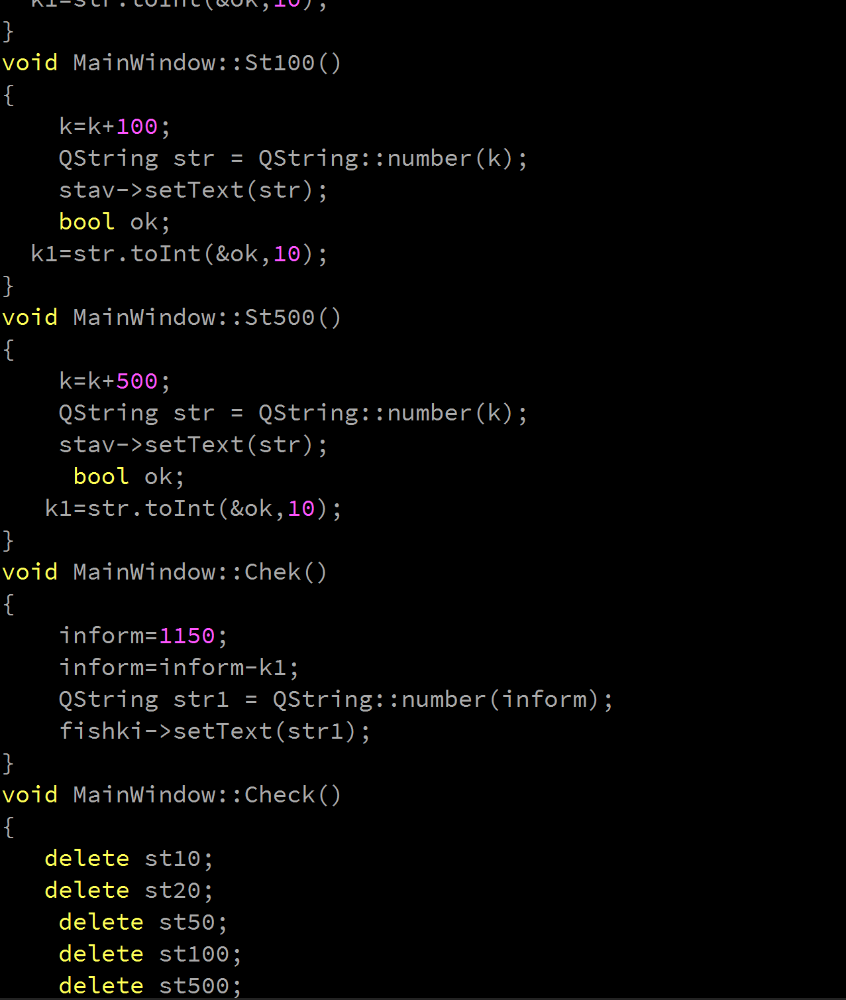 k1=str.toInt(&ok,10);
}
void MainWindow::St100()
{
    k=k+100;
    QString str = QString::number(k);
    stav->setText(str);
    bool ok;
  k1=str.toInt(&ok,10);
}
void MainWindow::St500()
{
    k=k+500;
    QString str = QString::number(k);
    stav->setText(str);
     bool ok;
   k1=str.toInt(&ok,10);
}
void MainWindow::Chek()
{
    inform=1150;
    inform=inform-k1;
    QString str1 = QString::number(inform);
    fishki->setText(str1);
}
void MainWindow::Check()
{
   delete st10;
   delete st20;
    delete st50;
    delete st100;
    delete st500;